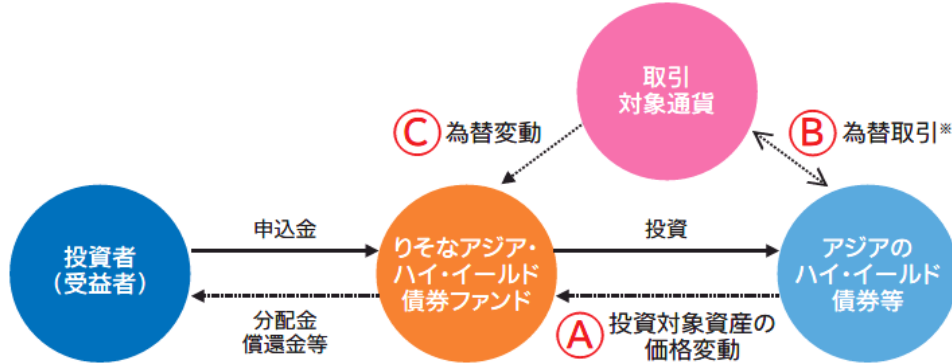 取引
対象通貨
C 為替変動
B 為替取引※
投資者
（受益者）
申込金
りそなアジア・
ハイ・イールド
債券ファンド
投資
アジアの
ハイ・イールド
債券等
分配金
償還金等
A 投資対象資産の
価格変動